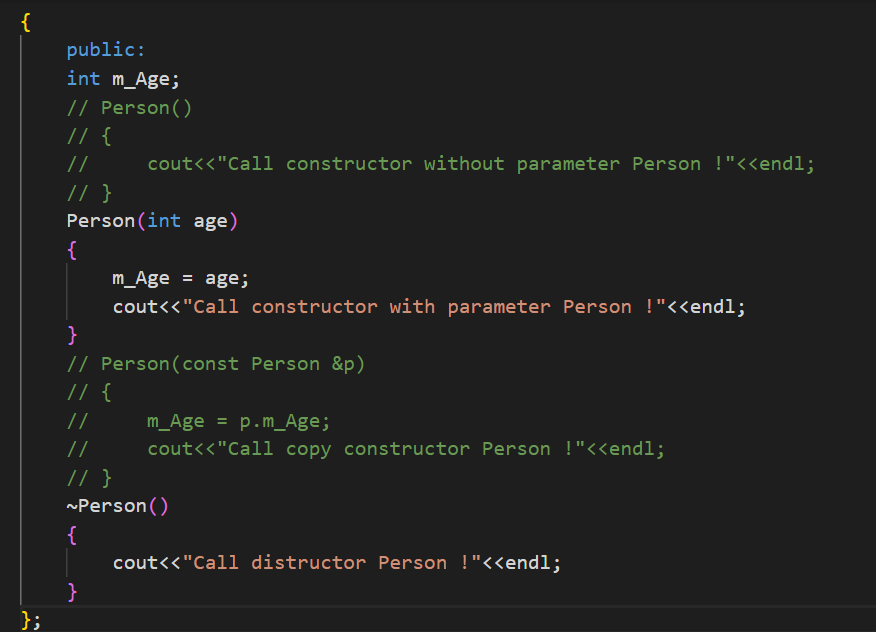 {
    public:
    int m_Age;
    // Person()
    // {
    //     cout<<"Call constructor without parameter Person !"<<endl;
    // }
    Person(int age)
    {
        m_Age = age;
        cout<<"Call constructor with parameter Person !"<<endl;
    }
    // Person(const Person &p)
    // {
    //     m_Age = p.m_Age;
    //     cout<<"Call copy constructor Person !"<<endl;
    // }
    ~Person()
    {
        cout<<"Call distructor Person !"<<endl;
    }
};